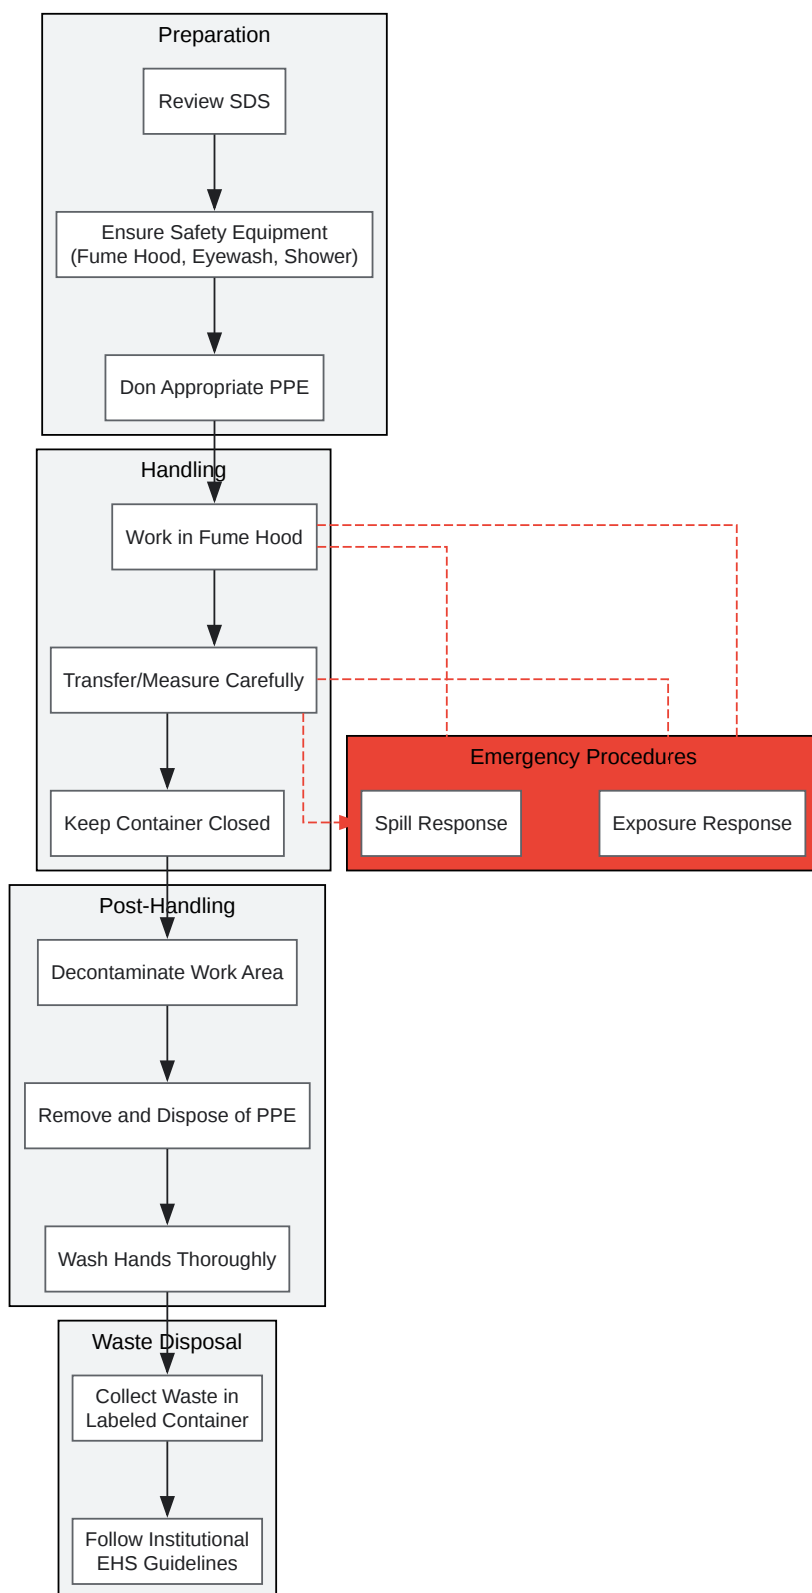 Preparation
Review SDS
Ensure Safety Equipment
(Fume Hood, Eyewash, Shower)
Don Appropriate PPE
Handling
Work in Fume Hood
Transfer/Measure Carefully
Keep Container Closed
Emergency Procedures
Spill Response
Exposure Response
Post-Handling
Decontaminate Work Area
Remove and Dispose of PPE
Wash Hands Thoroughly
Waste Disposal
Collect Waste in
Labeled Container
Follow Institutional
EHS Guidelines